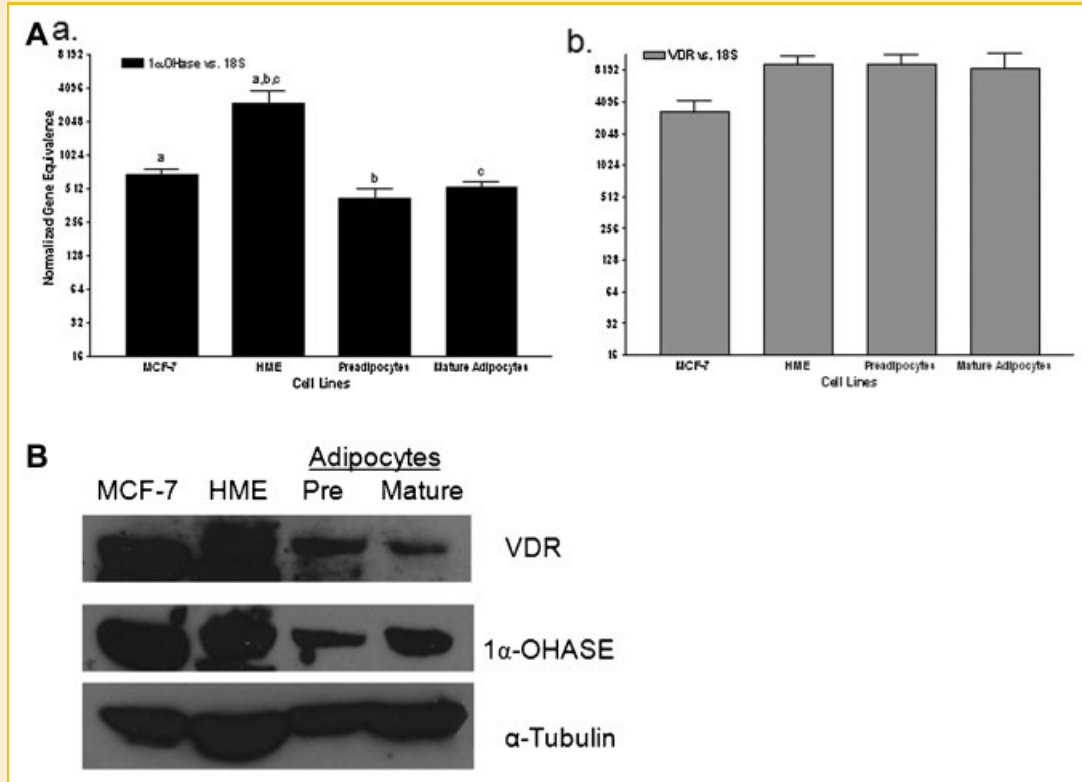 A a.
1αOHase vs. 18S
Normalized Gene Equivalence
8192
4096
2048
1024
512
256
128
64
32
16
a
a,b,c
b
c
MCF-7 HME Preadipocytes Mature Adipocytes
Cell Lines
b.
VDR vs. 18S
8192
4096
2048
1024
512
256
128
64
32
16
MCF-7 HME Preadipocytes Mature Adipocytes
Cell Lines
B
Adipocytes
MCF-7 HME Pre Mature
VDR
1α-OHASE
α-Tubulin